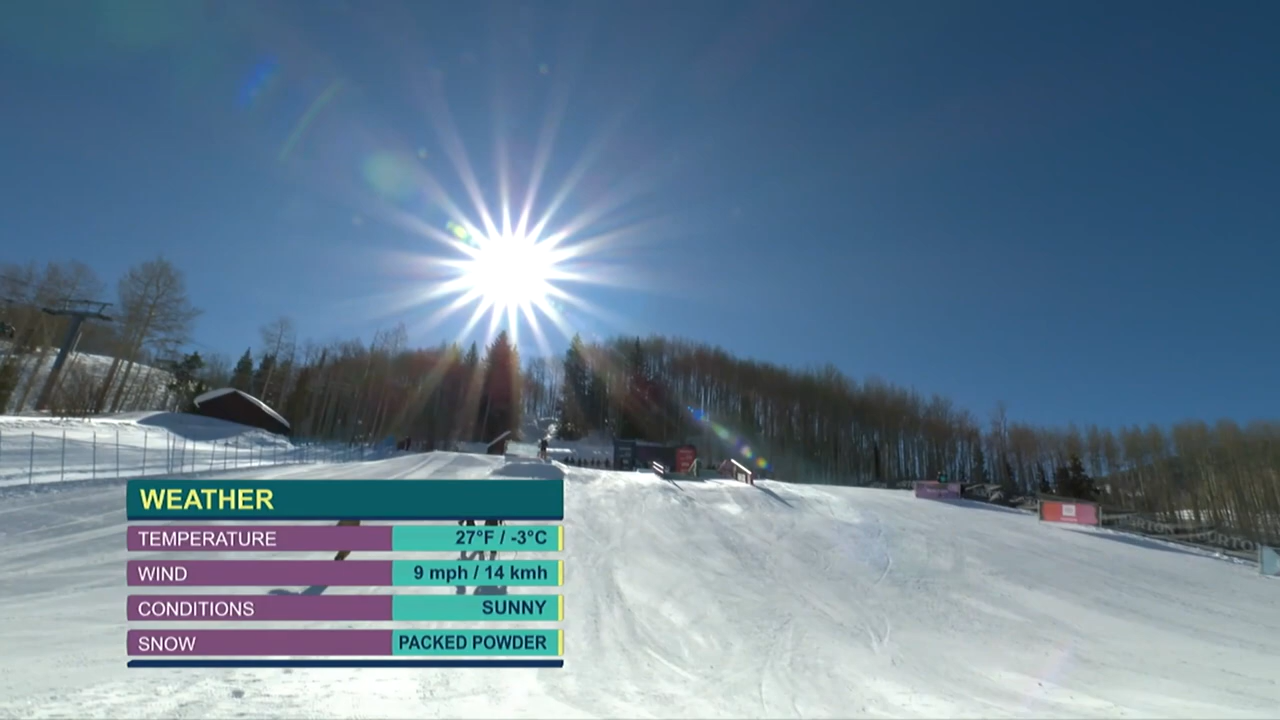 WEATHER
TEMPERATURE 27°F / -3°C
WIND 9 mph / 14 kmh
CONDITIONS SUNNY
SNOW PACKED POWDER